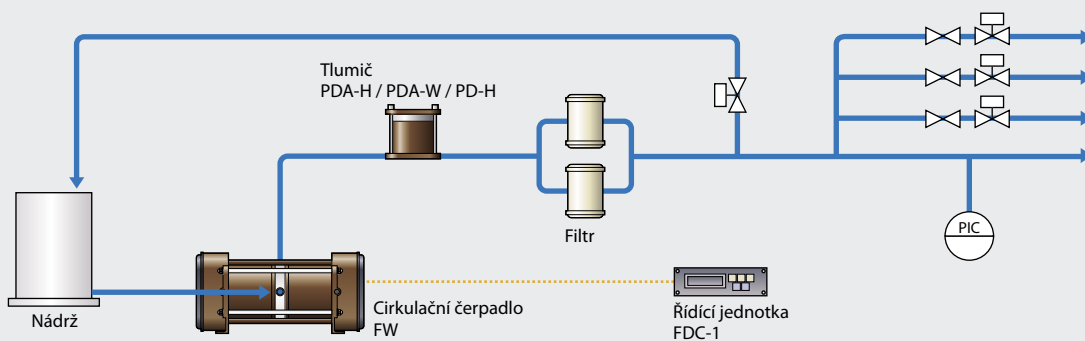 Tlumič
PDA-H / PDA-W / PD-H
Filtr
PIC
Nádrž
Cirkulační čerpadlo
FW
Řídící jednotka
FDC-1